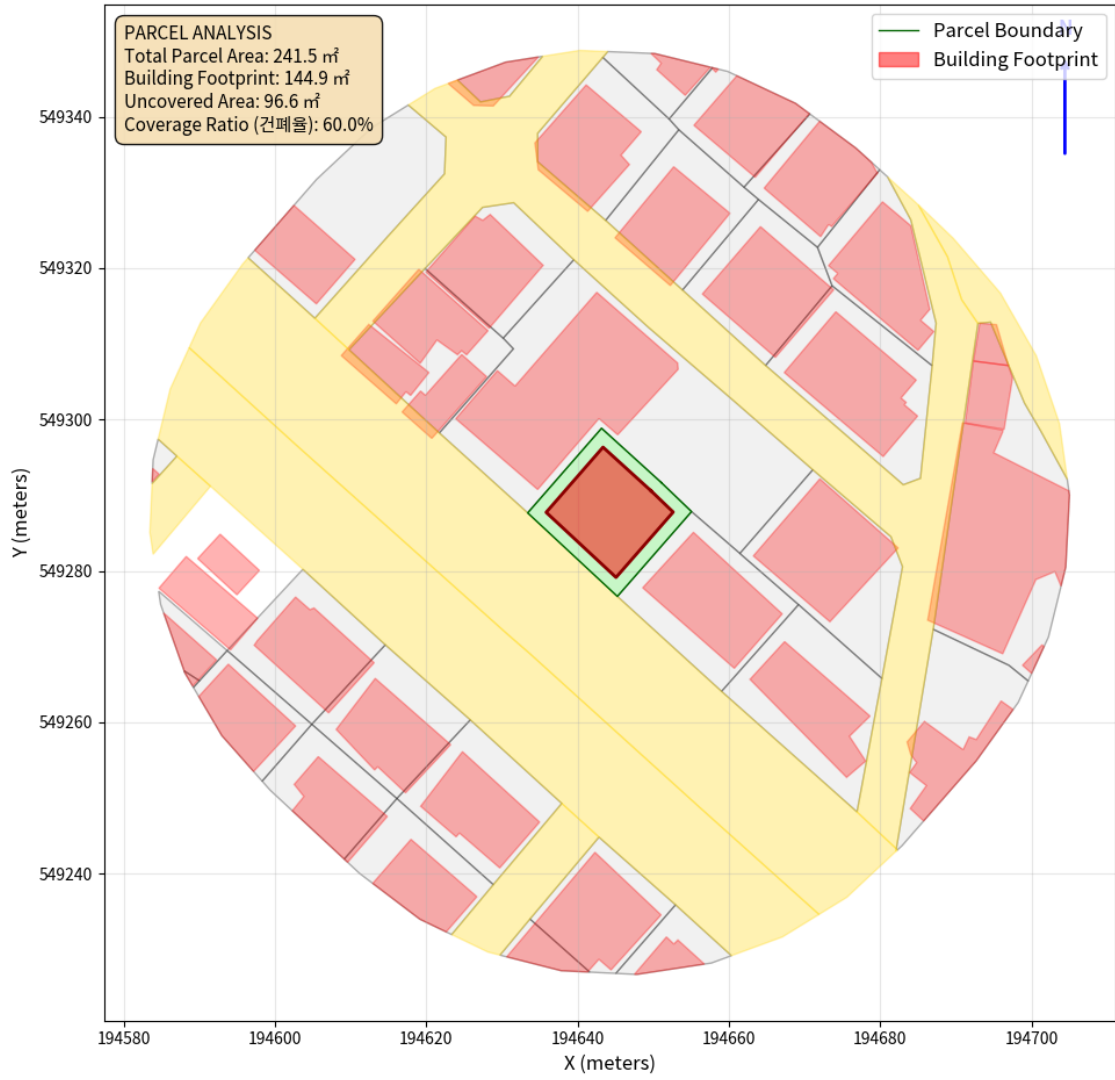 PARCEL ANALYSIS
Total Parcel Area: 241.5 ㎡
Building Footprint: 144.9 ㎡
Uncovered Area: 96.6 ㎡
Coverage Ratio (건폐율): 60.0%
N
Parcel Boundary
Building Footprint
549340
549320
549300
549280
549260
549240
Y (meters)
194580
194600
194620
194640
194660
194680
194700
X (meters)